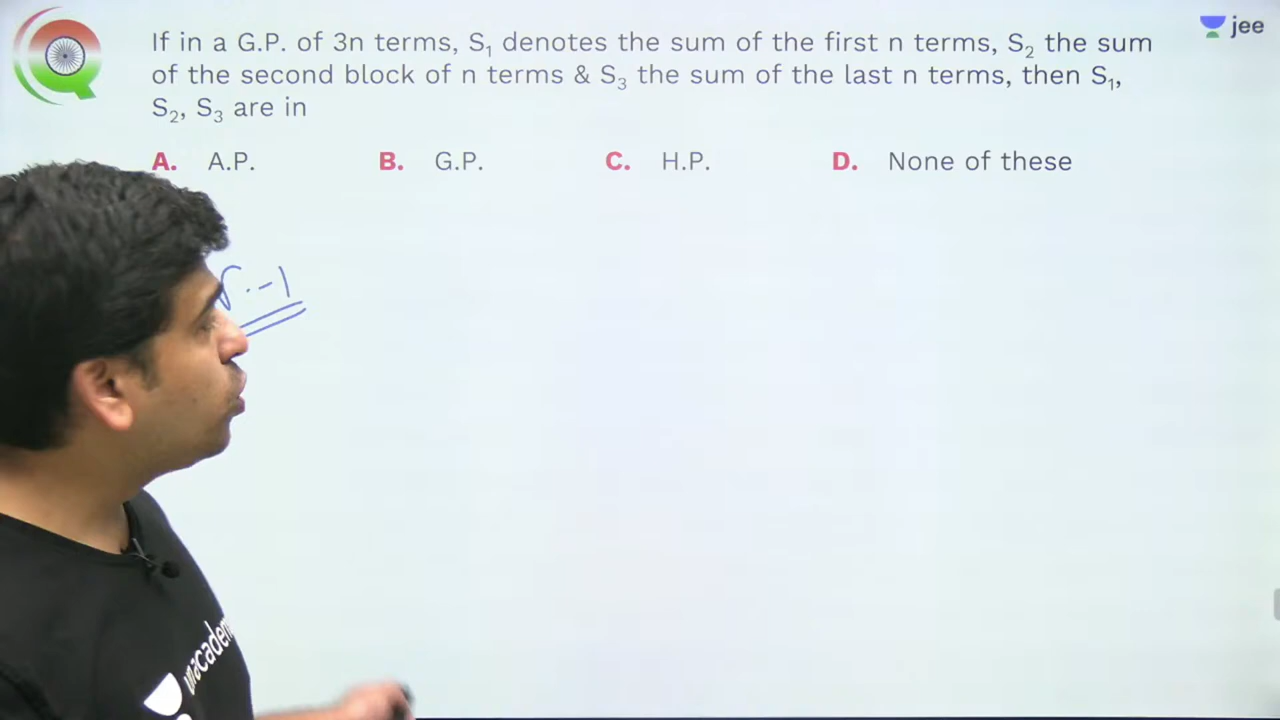 jee
If in a G.P. of 3n terms, S₁ denotes the sum of the first n terms, S₂ the sum
of the second block of n terms & S₃ the sum of the last n terms, then S₁,
S₂, S₃ are in
A. A.P. B. G.P. C. H.P. D. None of these
unacademy